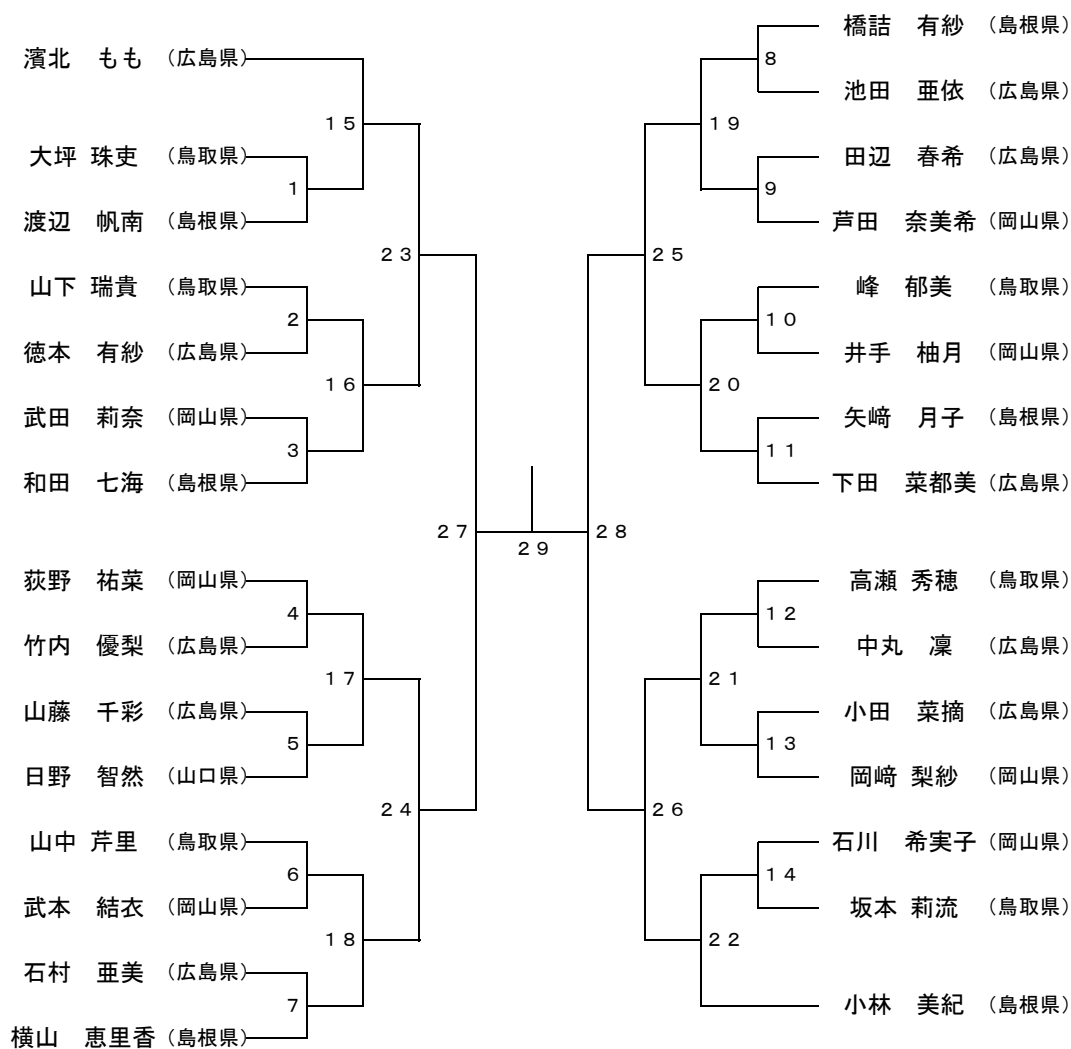 濱北 もも （広島県）
15
大坪 珠吏 （鳥取県）
1
渡辺 帆南 （島根県）
23
山下 瑞貴 （鳥取県）
2
徳本 有紗 （広島県）
16
武田 莉奈 （岡山県）
3
和田 七海 （島根県）
27
荻野 祐菜 （岡山県）
4
竹内 優梨 （広島県）
17
山藤 千彩 （広島県）
5
日野 智然 （山口県）
24
山中 芹里 （鳥取県）
6
武本 結衣 （岡山県）
18
石村 亜美 （広島県）
7
横山 恵里香 （島根県）
29
橋詰 有紗 （島根県）
8
池田 亜依 （広島県）
19
田辺 春希 （広島県）
9
芦田 奈美希 （岡山県）
25
峰 郁美 （鳥取県）
10
井手 柚月 （岡山県）
20
矢﨑 月子 （島根県）
11
下田 菜都美 （広島県）
28
高瀬 秀穂 （鳥取県）
12
中丸 凜 （広島県）
21
小田 菜摘 （広島県）
13
岡﨑 梨紗 （岡山県）
26
石川 希実子 （岡山県）
14
坂本 莉流 （鳥取県）
22
小林 美紀 （島根県）